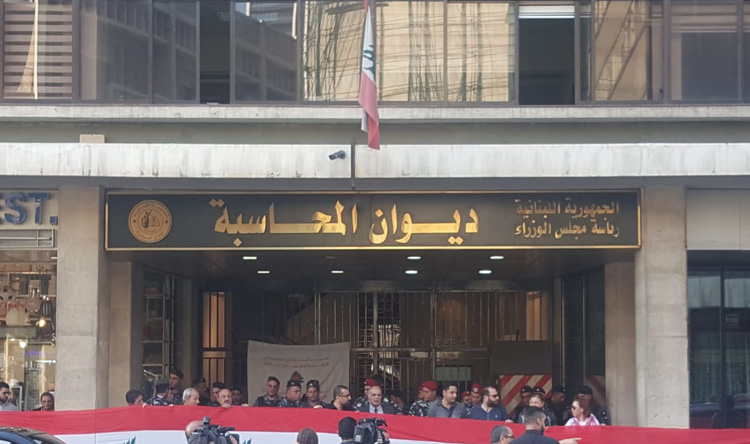 الجمهورية اللبنانية
رئاسة مجلس الوزراء
ديوان المحاسبة
EST.